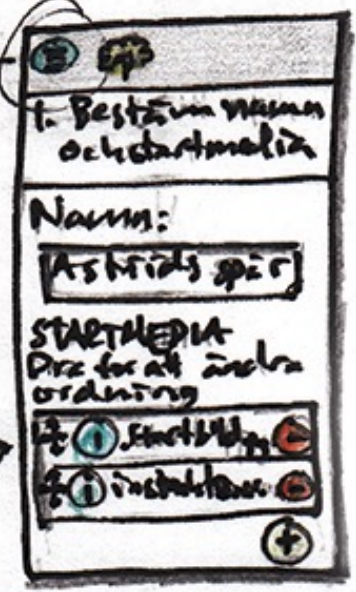 1. Bestäm namn
och startmedia
Namn:
Astrids spår
STARTMEDIA
Dra för att ändra
ordning
i startbild
i
+